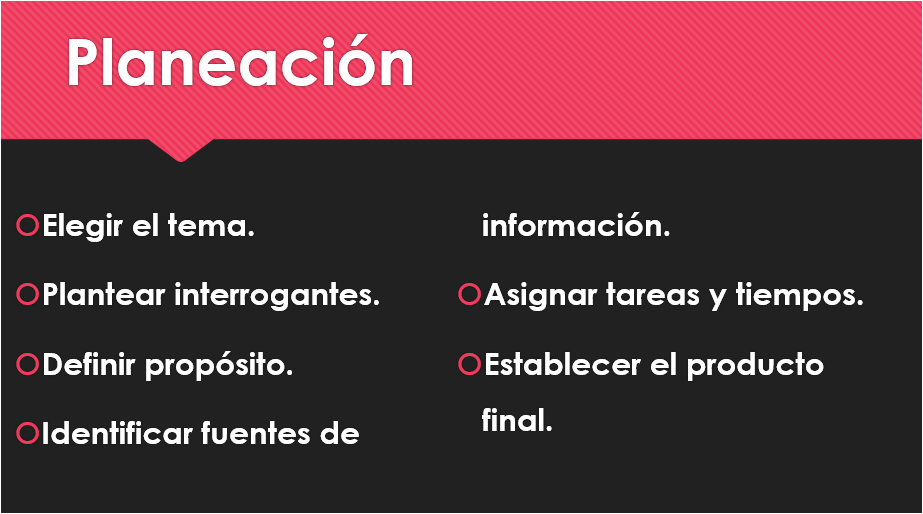 Planeación
Elegir el tema.
Plantear interrogantes.
Definir propósito.
Identificar fuentes de
información.
Asignar tareas y tiempos.
Establecer el producto
final.